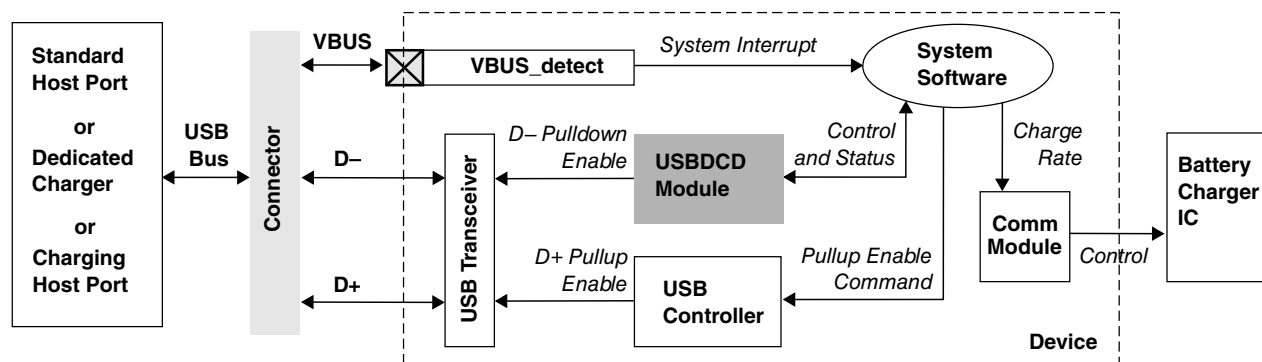 Standard
Host Port
or
Dedicated
Charger
or
Charging
Host Port
USB
Bus
Connector
VBUS
D–
D+
VBUS_detect
System Interrupt
System
Software
USB Transceiver
D– Pulldown
Enable
USBDCD
Module
Control
and Status
Charge
Rate
D+ Pullup
Enable
USB
Controller
Pullup Enable
Command
Comm
Module
Control
Battery
Charger
IC
Device